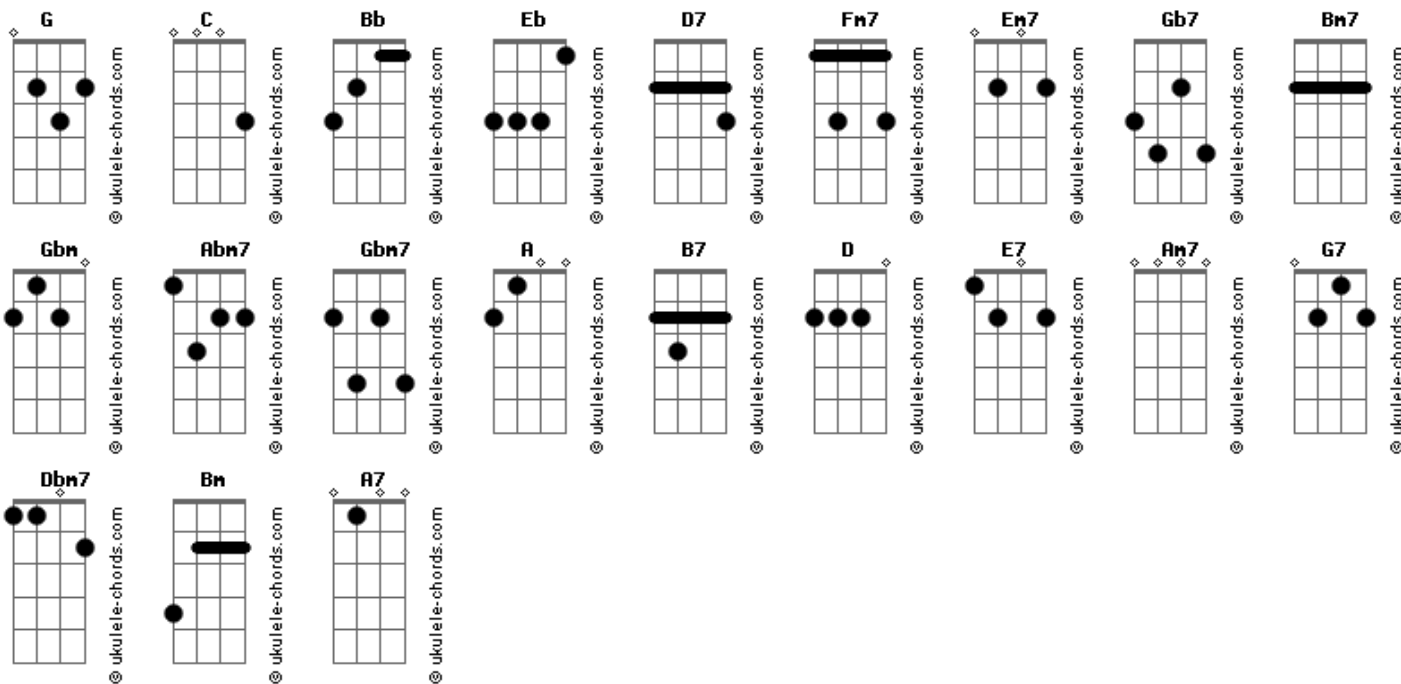 G C Bb Eb D7 Fm7 Em7 Gb7 Bm7
© ukulele-chords.com © ukulele-chords.com © ukulele-chords.com © ukulele-chords.com © ukulele-chords.com © ukulele-chords.com © ukulele-chords.com © ukulele-chords.com © ukulele-chords.com
Gbm Abm7 Gbm7 A B7 D E7 Am7 G7
© ukulele-chords.com © ukulele-chords.com © ukulele-chords.com © ukulele-chords.com © ukulele-chords.com © ukulele-chords.com © ukulele-chords.com © ukulele-chords.com © ukulele-chords.com
Dbm7 Bm A7
© ukulele-chords.com © ukulele-chords.com © ukulele-chords.com